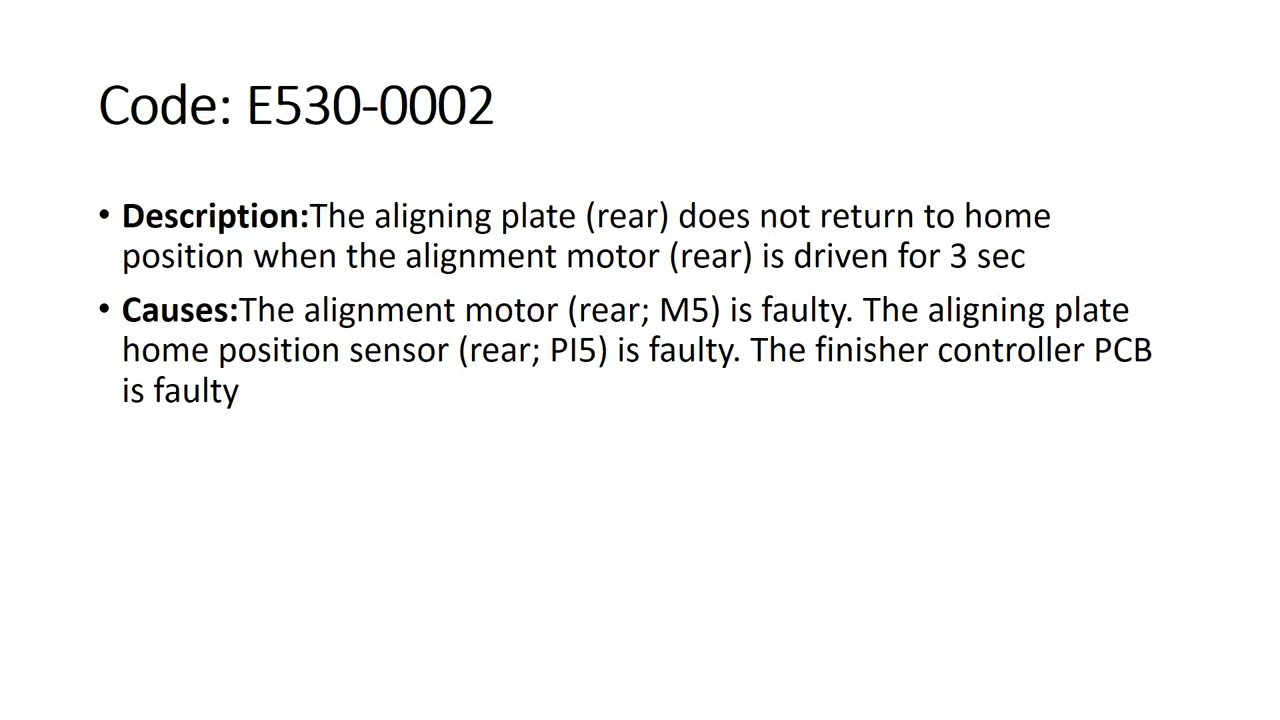 Code: E530-0002
• Description:The aligning plate (rear) does not return to home
position when the alignment motor (rear) is driven for 3 sec
• Causes:The alignment motor (rear; M5) is faulty. The aligning plate
home position sensor (rear; PI5) is faulty. The finisher controller PCB
is faulty